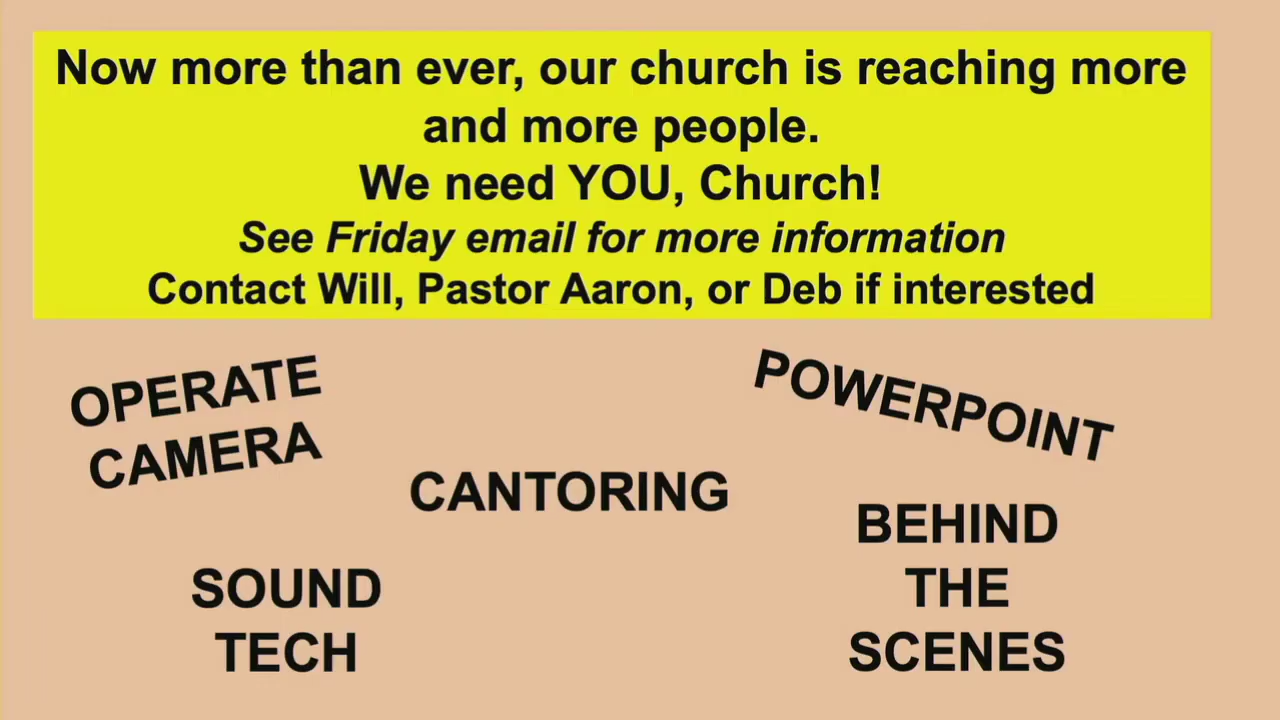 Now more than ever, our church is reaching more
and more people.
We need YOU, Church!
See Friday email for more information
Contact Will, Pastor Aaron, or Deb if interested
OPERATE
CAMERA
POWERPOINT
CANTORING
BEHIND
THE
SCENES
SOUND
TECH